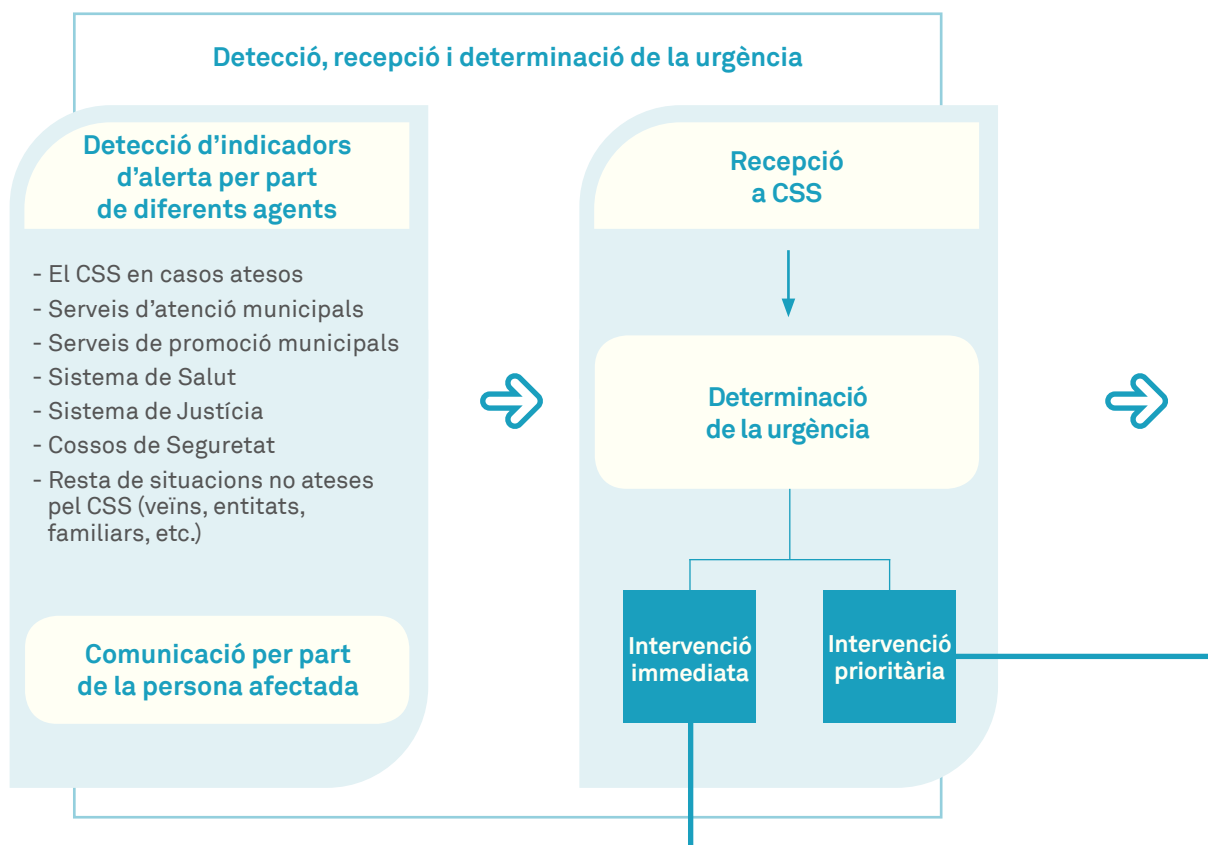 Detecció, recepció i determinació de la urgència
Detecció d’indicadors
d’alerta per part
de diferents agents
- El CSS en casos atesos
- Serveis d’atenció municipals
- Serveis de promoció municipals
- Sistema de Salut
- Sistema de Justícia
- Cossos de Seguretat
- Resta de situacions no ateses
pel CSS (veïns, entitats,
familiars, etc.)
Comunicació per part
de la persona afectada
Recepció
a CSS
Determinació
de la urgència
Intervenció
immediata
Intervenció
prioritària